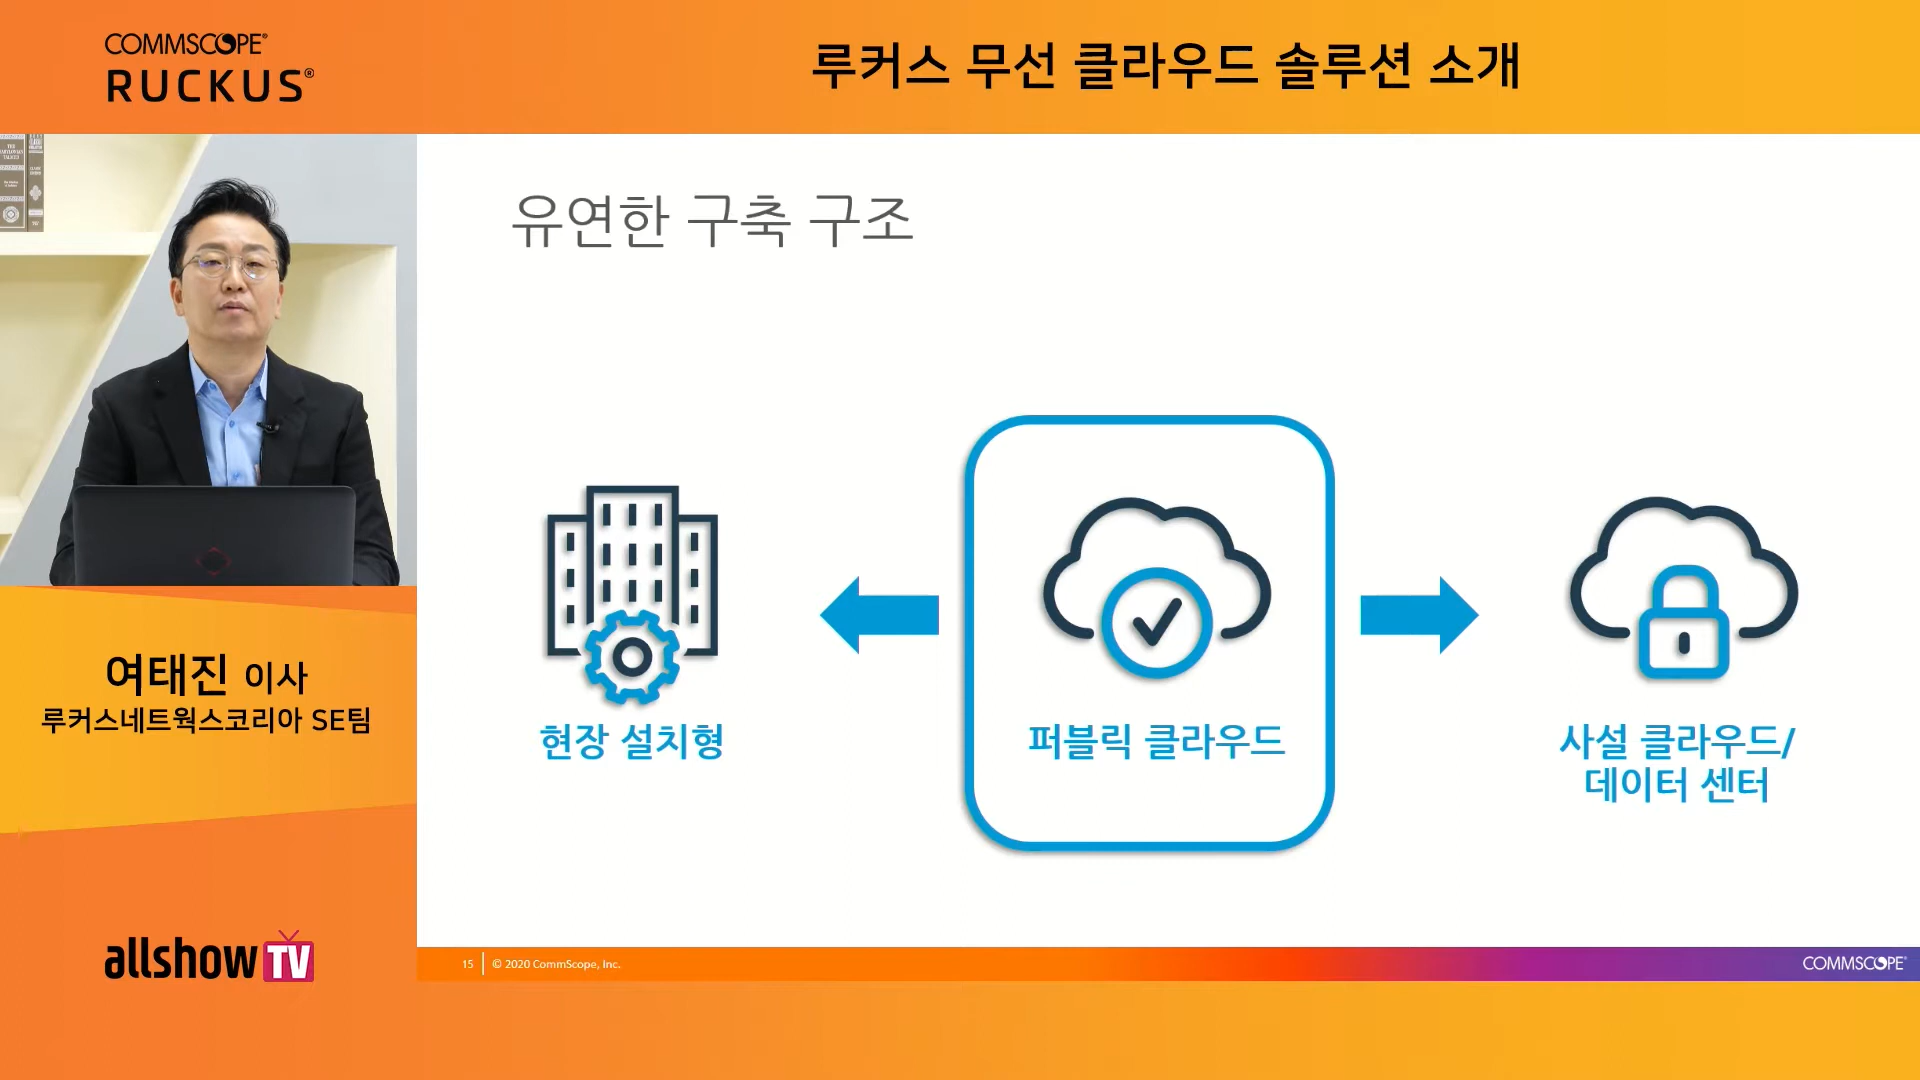 COMMSCOPE®
RUCKUS®
루커스 무선 클라우드 솔루션 소개
유연한 구축 구조
현장 설치형
퍼블릭 클라우드
사설 클라우드/
데이터 센터
여태진 이사
루커스네트웍스코리아 SE팀
allshow TV
15 © 2020 CommScope, Inc.
COMMSCOPE®